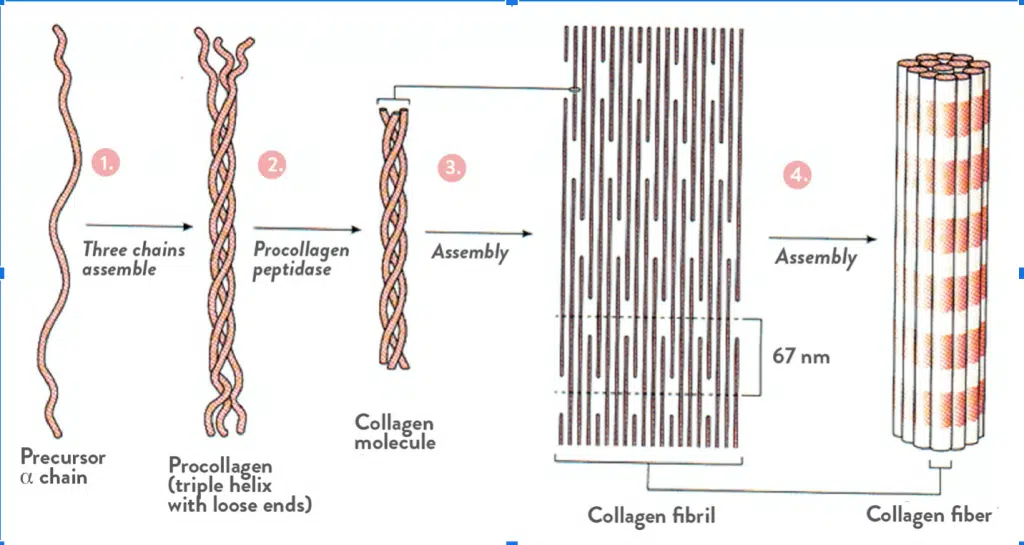 1.
Three chains
assemble
2.
Procollagen
peptidase
3.
Assembly
4.
Assembly
67 nm
Precursor
α chain
Procollagen
(triple helix
with loose ends)
Collagen
molecule
Collagen fibril
Collagen fiber